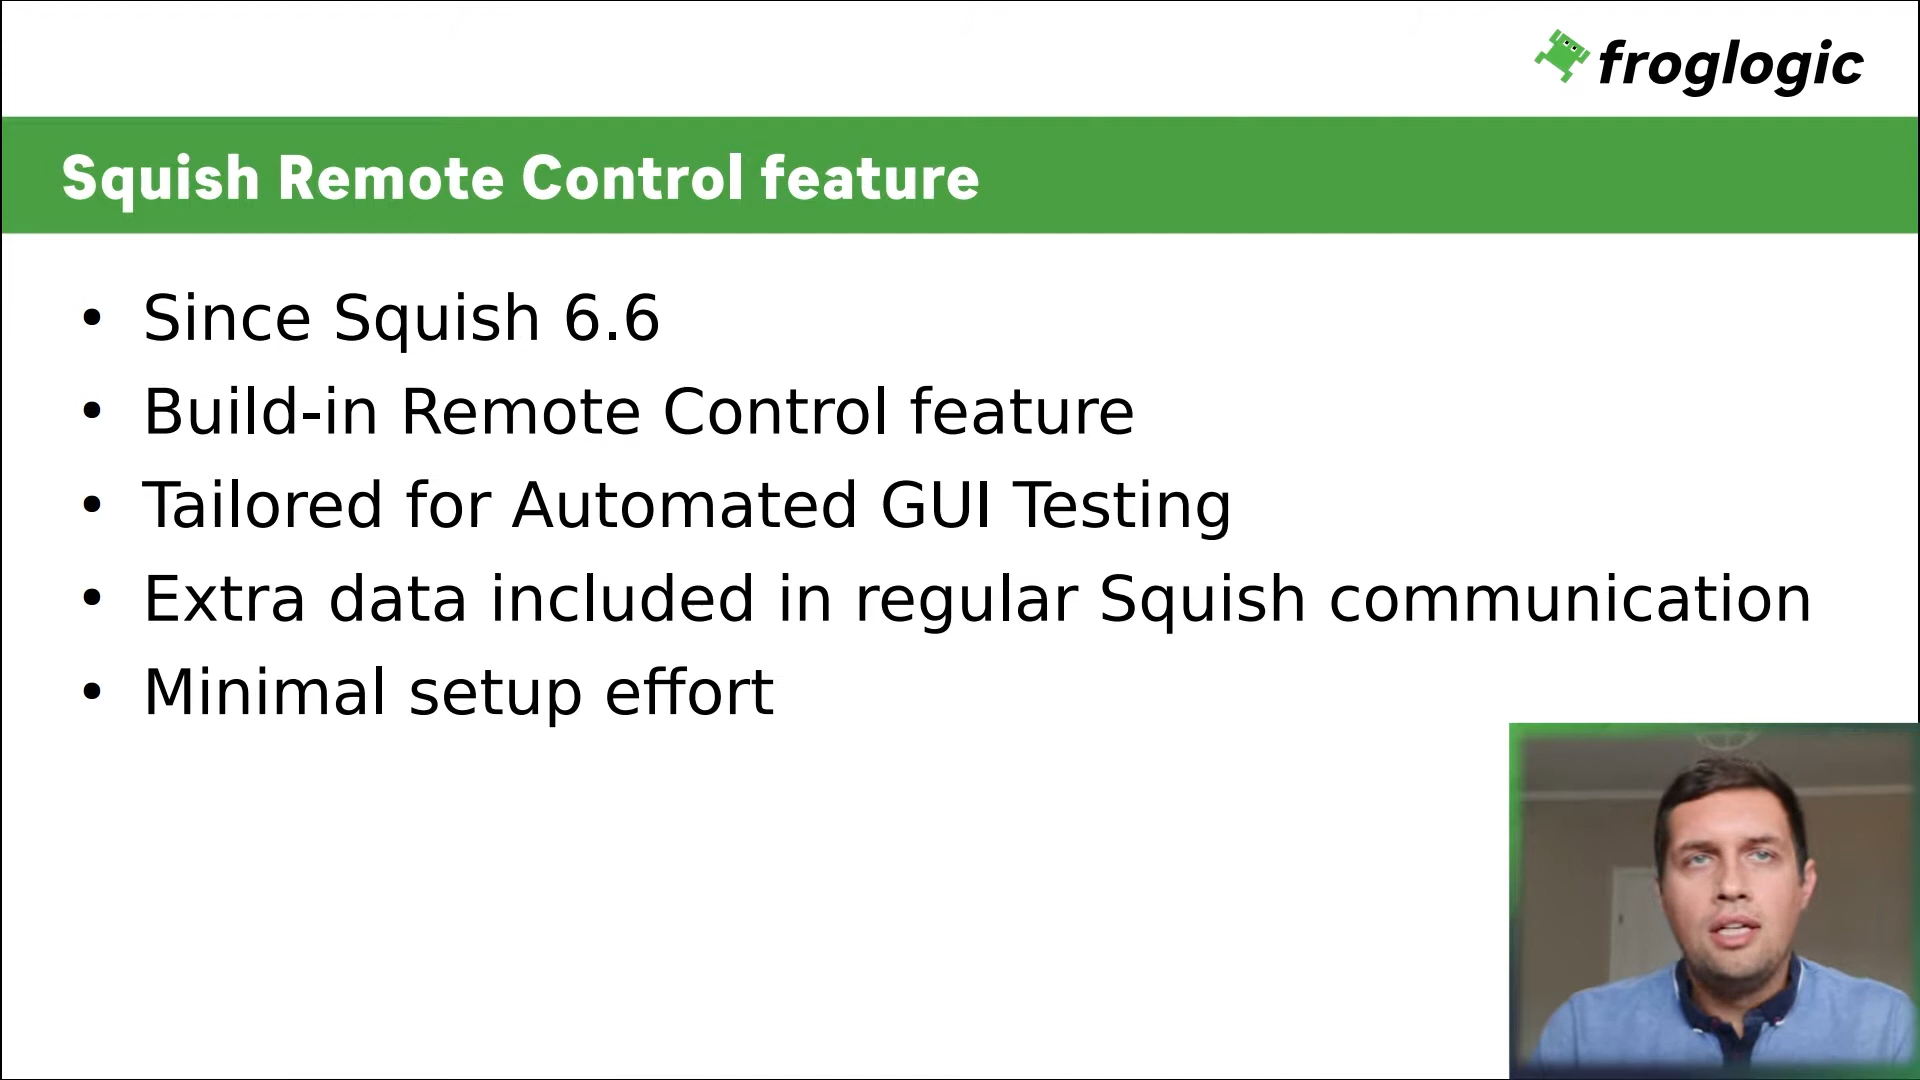 froglogic
Squish Remote Control feature
• Since Squish 6.6
• Build-in Remote Control feature
• Tailored for Automated GUI Testing
• Extra data included in regular Squish communication
• Minimal setup effort